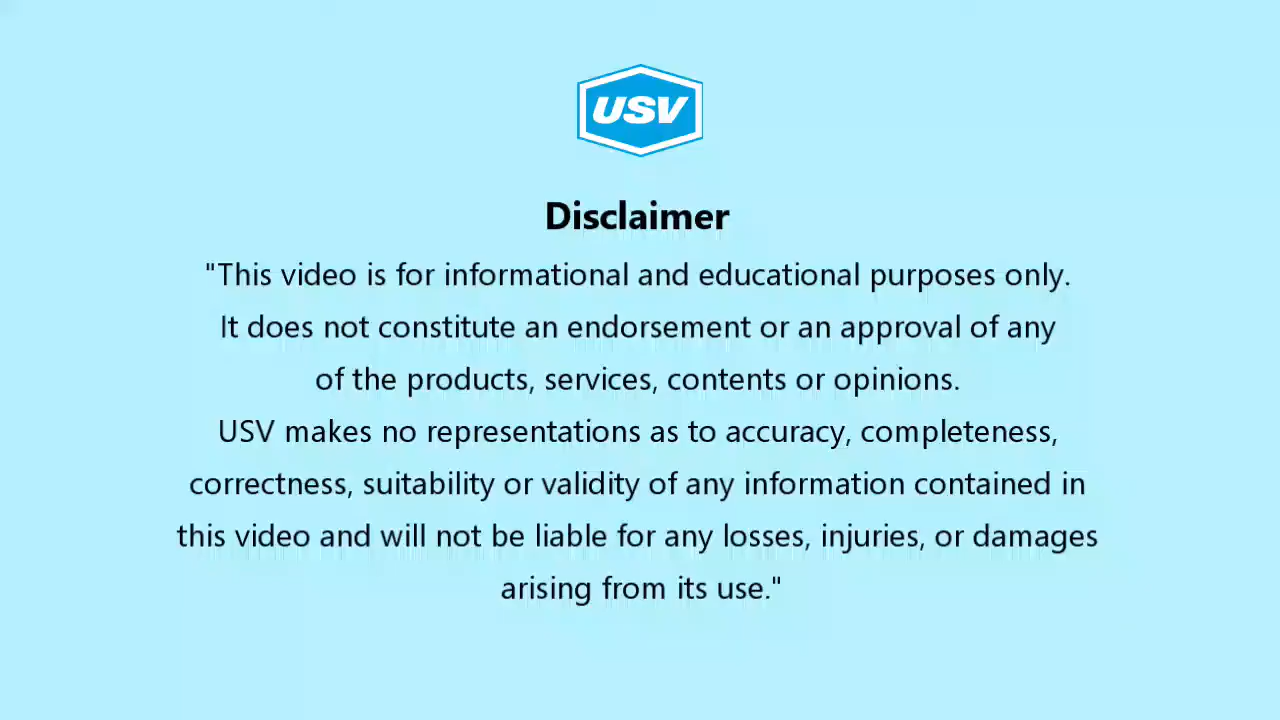 USV
Disclaimer
"This video is for informational and educational purposes only.
It does not constitute an endorsement or an approval of any
of the products, services, contents or opinions.
USV makes no representations as to accuracy, completeness,
correctness, suitability or validity of any information contained in
this video and will not be liable for any losses, injuries, or damages
arising from its use."